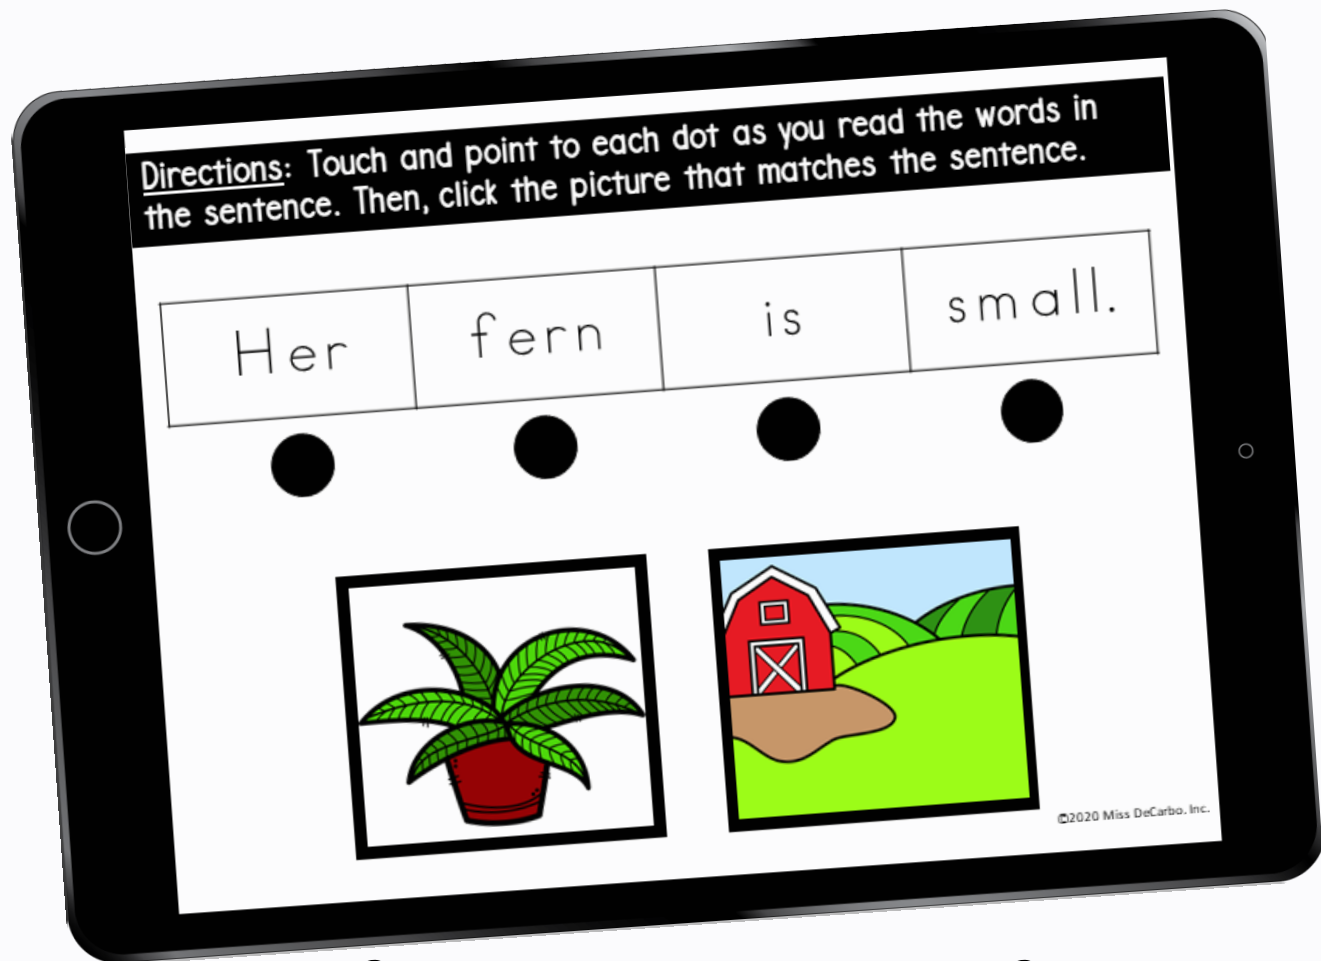 Directions: Touch and point to each dot as you read the words in
the sentence. Then, click the picture that matches the sentence.
Her fern is small.
©2020 Miss DeCarbo, Inc.